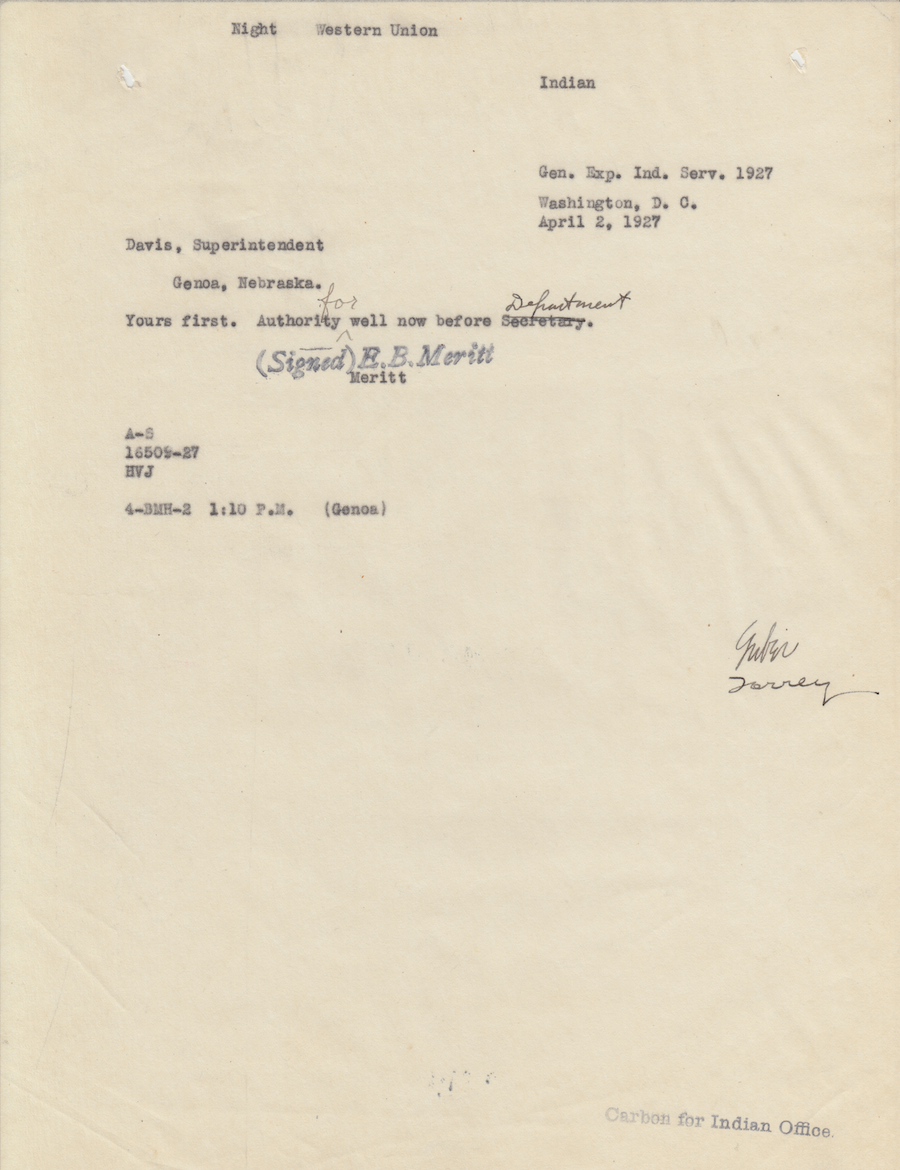 Night Western Union
Indian
Gen. Exp. Ind. Serv. 1927
Washington, D. C.
April 2, 1927
Davis, Superintendent
Genoa, Nebraska.
for Department
Yours first. Authority well now before Secretary.
(Signed) E.B. Meritt
Meritt
A-S
16509-27
HVJ
4-BMH-2 1:10 P.M. (Genoa)
Torrey
Carbon for Indian Office.